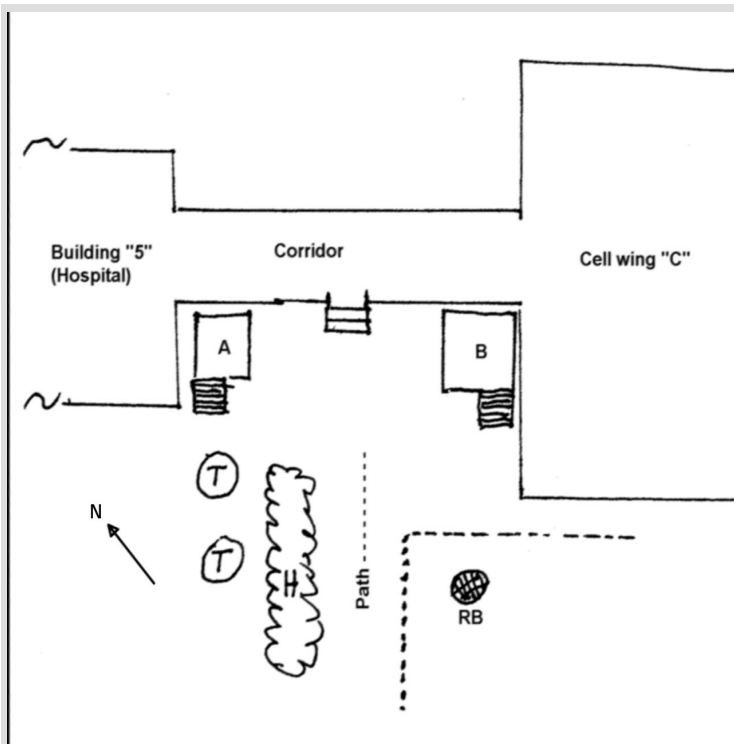 Building "5"
(Hospital)
Corridor
Cell wing "C"
A
B
T
N
H
T
Path
RB